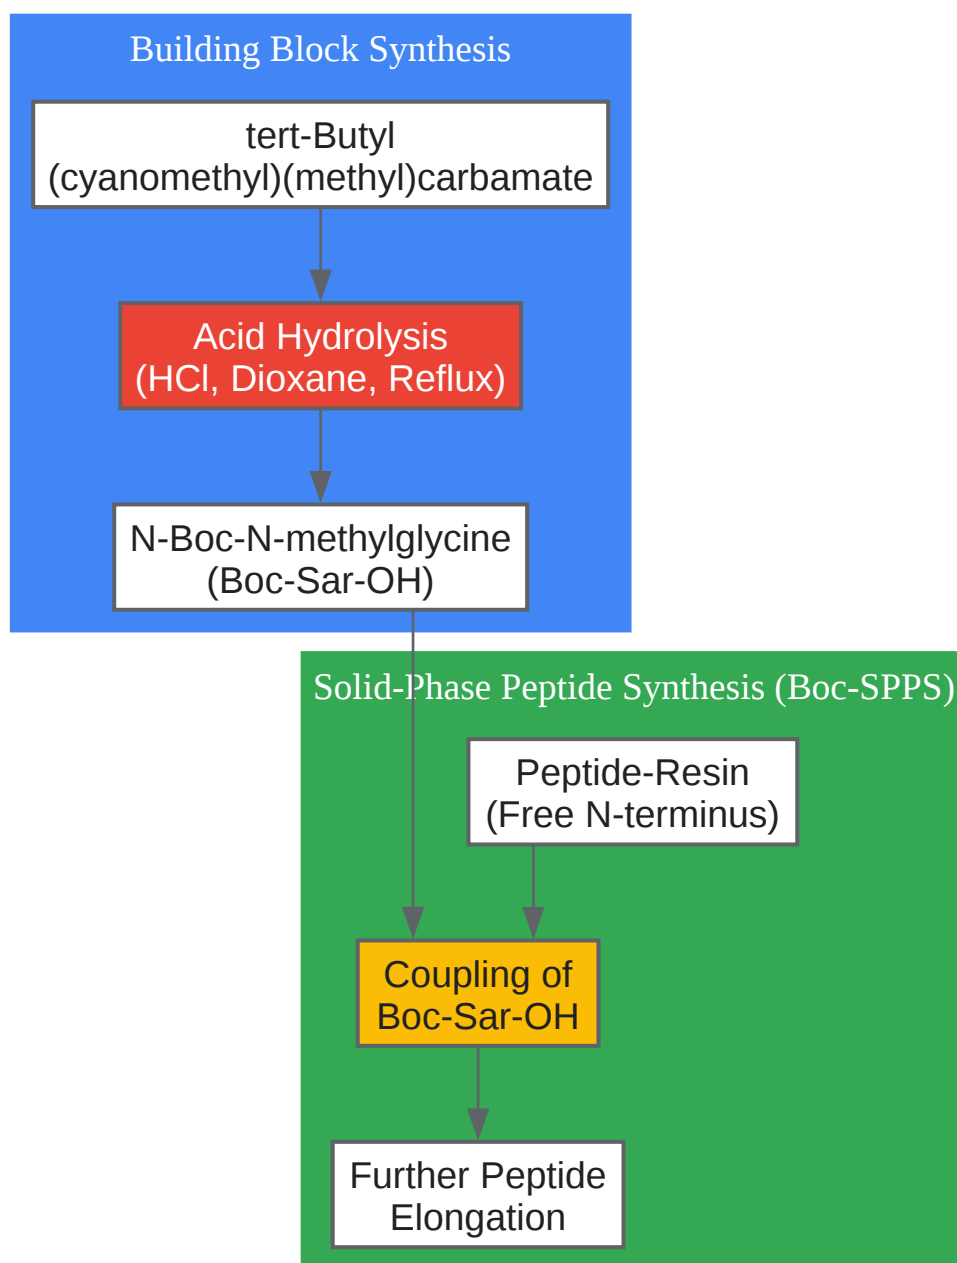 Building Block Synthesis
tert-Butyl
(cyanomethyl)(methyl)carbamate
Acid Hydrolysis
(HCl, Dioxane, Reflux)
N-Boc-N-methylglycine
(Boc-Sar-OH)
Solid-Phase Peptide Synthesis (Boc-SPPS)
Peptide-Resin
(Free N-terminus)
Coupling of
Boc-Sar-OH
Further Peptide
Elongation